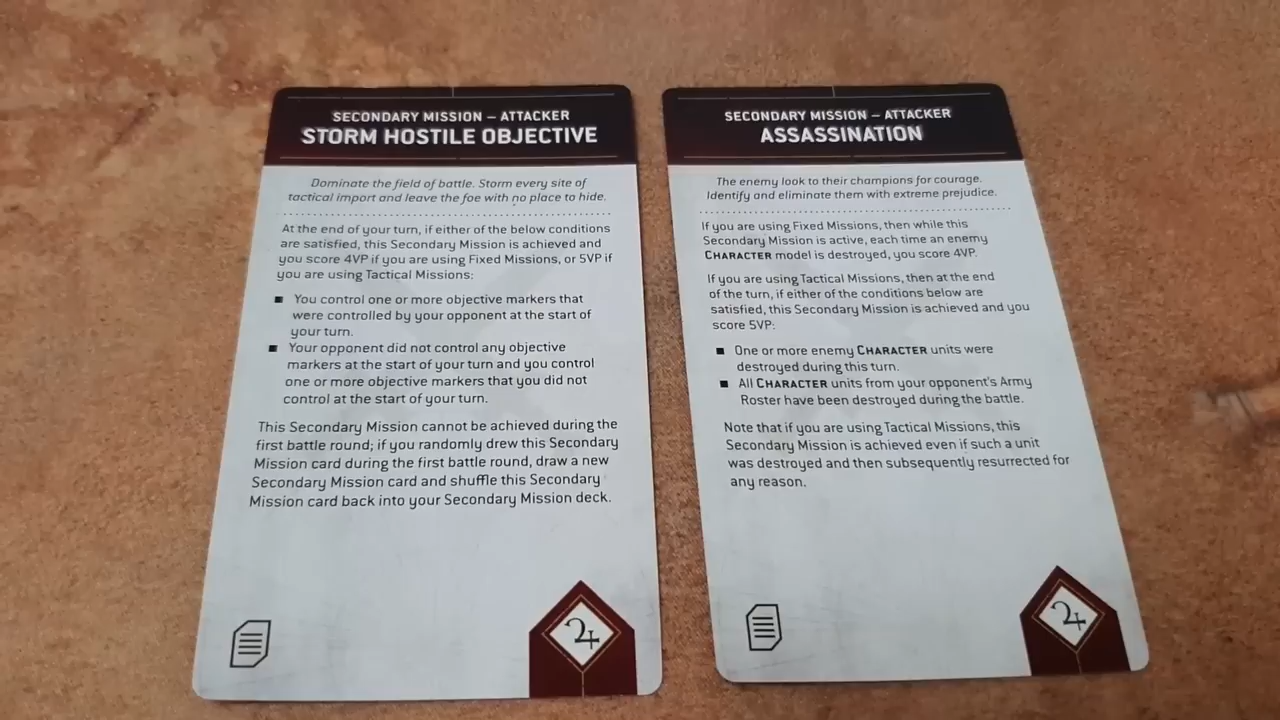 SECONDARY MISSION – ATTACKER
STORM HOSTILE OBJECTIVE
Dominate the field of battle. Storm every site of
tactical import and leave the foe with no place to hide.
At the end of your turn, if either of the below conditions
are satisfied, this Secondary Mission is achieved and
you score 4VP if you are using Fixed Missions, or 5VP if
you are using Tactical Missions:
■ You control one or more objective markers that
were controlled by your opponent at the start of
your turn.
■ Your opponent did not control any objective
markers at the start of your turn and you control
one or more objective markers that you did not
control at the start of your turn.
This Secondary Mission cannot be achieved during the
first battle round; if you randomly drew this Secondary
Mission card during the first battle round, draw a new
Secondary Mission card and shuffle this Secondary
Mission card back into your Secondary Mission deck.
SECONDARY MISSION – ATTACKER
ASSASSINATION
The enemy look to their champions for courage.
Identify and eliminate them with extreme prejudice.
If you are using Fixed Missions, then while this
Secondary Mission is active, each time an enemy
CHARACTER model is destroyed, you score 4VP.
If you are using Tactical Missions, then at the end
of the turn, if either of the conditions below are
satisfied, this Secondary Mission is achieved and you
score 5VP:
■ One or more enemy CHARACTER units were
destroyed during this turn.
■ All CHARACTER units from your opponent's Army
Roster have been destroyed during the battle.
Note that if you are using Tactical Missions, this
Secondary Mission is achieved even if such a unit
was destroyed and then subsequently resurrected for
any reason.